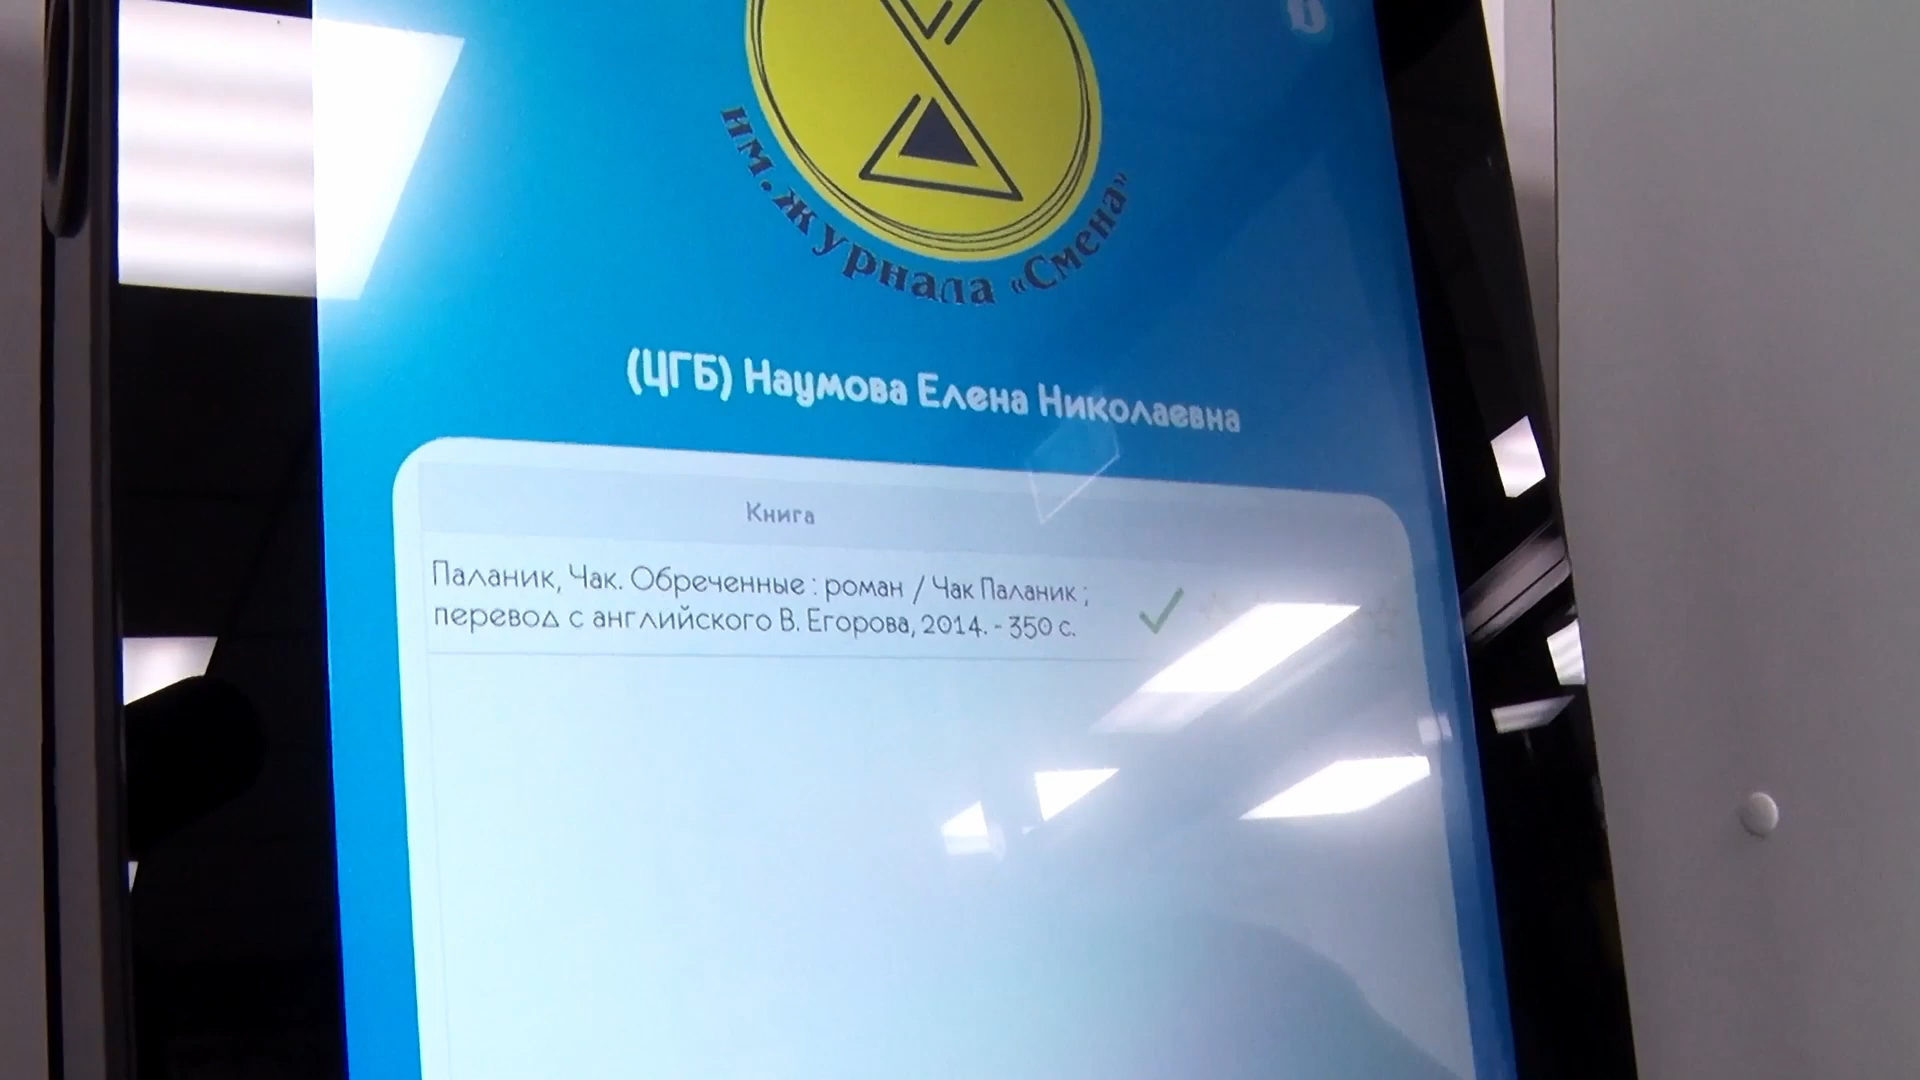 им. журнала «Смена»
(ЦГБ) Наумова Елена Николаевна
Книга
Паланик, Чак. Обреченные : роман / Чак Паланик ;
перевод с английского В. Егорова, 2014. - 350 с.